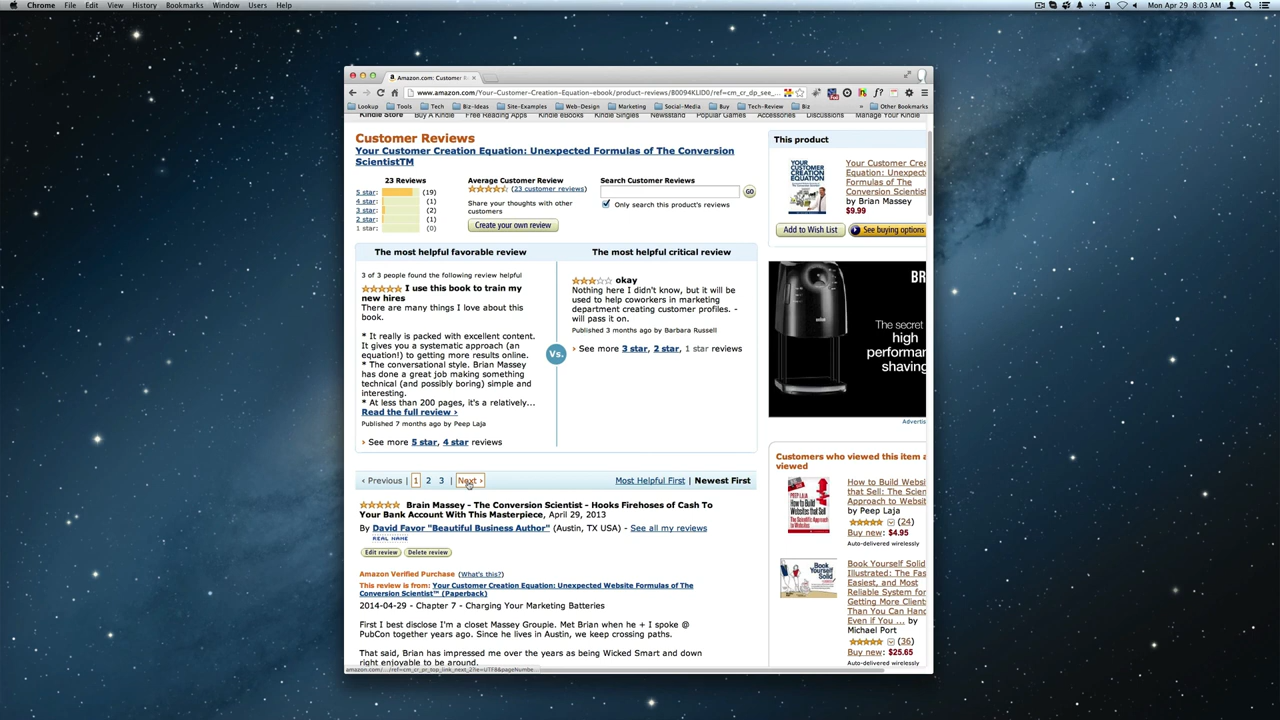 Chrome File Edit View History Bookmarks Window Users Help
Mon Apr 29 8:03 AM
Amazon.com: Customer R
www.amazon.com/Your-Customer-Creation-Equation-ebook/product-reviews/B0094KLID0/ref=cm_cr_dp_see_
Lookup Tools Tech Biz-Ideas Site-Examples Web-Design Marketing Social-Media Buy Tech-Review Biz » Other Bookmarks
Kindle Store Buy A Kindle Free Reading Apps Kindle eBooks Kindle Singles Newsstand Popular Games Accessories Discussions Manage Your Kindle
Customer Reviews
Your Customer Creation Equation: Unexpected Formulas of The Conversion
ScientistTM
23 Reviews
5 star: (19)
4 star: (1)
3 star: (2)
2 star: (1)
1 star: (0)
Average Customer Review
(23 customer reviews)
Share your thoughts with other
customers
Create your own review
Search Customer Reviews
GO
Only search this product's reviews
The most helpful favorable review
3 of 3 people found the following review helpful
I use this book to train my
new hires
There are many things I love about this
book.
* It really is packed with excellent content.
It gives you a systematic approach (an
equation!) to getting more results online.
* The conversational style. Brian Massey
has done a great job making something
technical (and possibly boring) simple and
interesting.
* At less than 200 pages, it's a relatively...
Read the full review ›
Published 7 months ago by Peep Laja
› See more 5 star, 4 star reviews
Vs.
The most helpful critical review
okay
Nothing here I didn't know, but it will be
used to help coworkers in marketing
department creating customer profiles. -
will pass it on.
Published 3 months ago by Barbara Russell
› See more 3 star, 2 star, 1 star reviews
‹ Previous | 1 2 3 | Next ›
Most Helpful First | Newest First
Brain Massey - The Conversion Scientist - Hooks Firehoses of Cash To
Your Bank Account With This Masterpiece, April 29, 2013
By David Favor "Beautiful Business Author" (Austin, TX USA) - See all my reviews
REAL NAME
Edit review Delete review
Amazon Verified Purchase (What's this?)
This review is from: Your Customer Creation Equation: Unexpected Website Formulas of The
Conversion Scientist™ (Paperback)
2014-04-29 - Chapter 7 - Charging Your Marketing Batteries
First I best disclose I'm a closet Massey Groupie. Met Brian when he + I spoke @
PubCon together years ago. Since he lives in Austin, we keep crossing paths.
That said, Brian has impressed me over the years as being Wicked Smart and down
right enjoyable to be around.
amazon.com/.../ref=cm_cr_pr_top_link_next_2?ie=UTF8&pageNumbe...
This product
YOUR
CUSTOMER
CREATION
EQUATION
Your Customer Crea
Equation: Unexpecte
Formulas of The
Conversion Scientist
by Brian Massey
$9.99
Add to Wish List
See buying options
BR
The secret
high
performan
shaving
BRAUN
Advertis
Customers who viewed this item a
viewed
PEEP LAJA
How to Build
Websites
that Sell:
How to Build Websit
that Sell: The Scienti
Approach to Website
by Peep Laja
(24)
Buy new: $4.95
Auto-delivered wirelessly
Book
Yourself
Solid
Book Yourself Solid
Illustrated: The Fas
Easiest, and Most
Reliable System for
Getting More Client
Than You Can Hand
Even if You ... by
Michael Port
(36)
Buy new: $25.65
Auto-delivered wirelessly